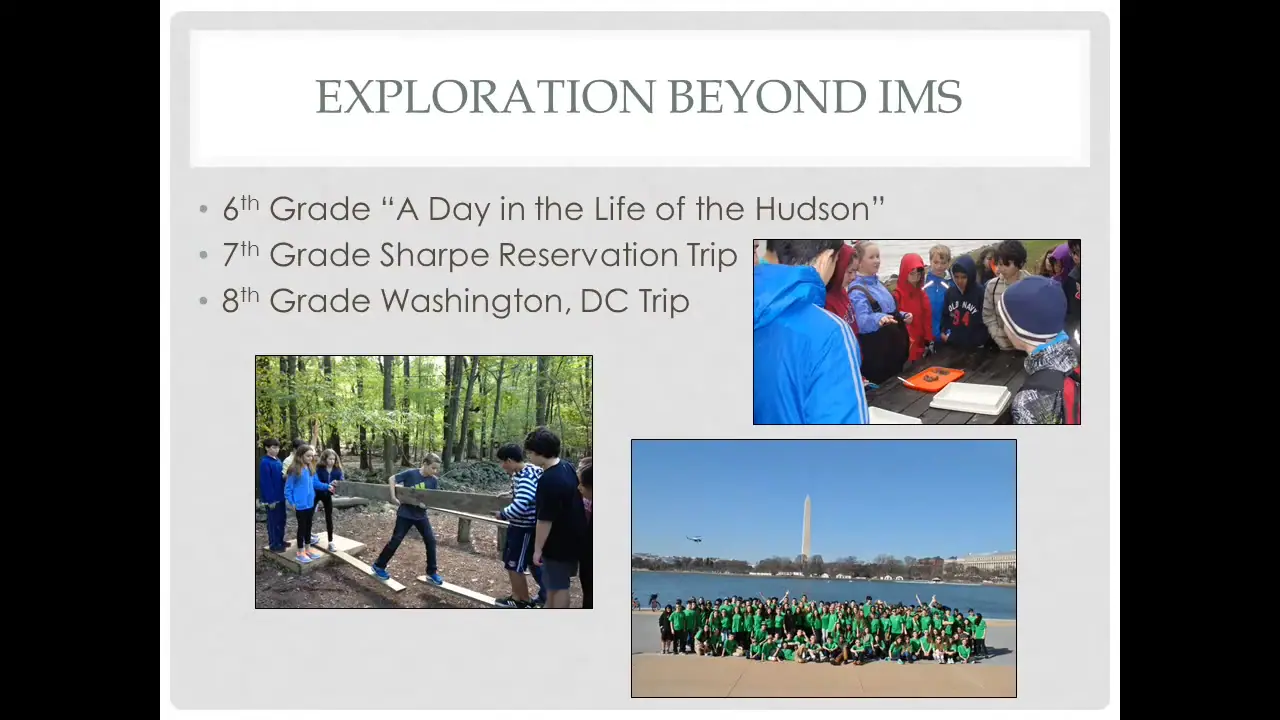 EXPLORATION BEYOND IMS
• 6th Grade “A Day in the Life of the Hudson”
• 7th Grade Sharpe Reservation Trip
• 8th Grade Washington, DC Trip
OLD NAVY
94